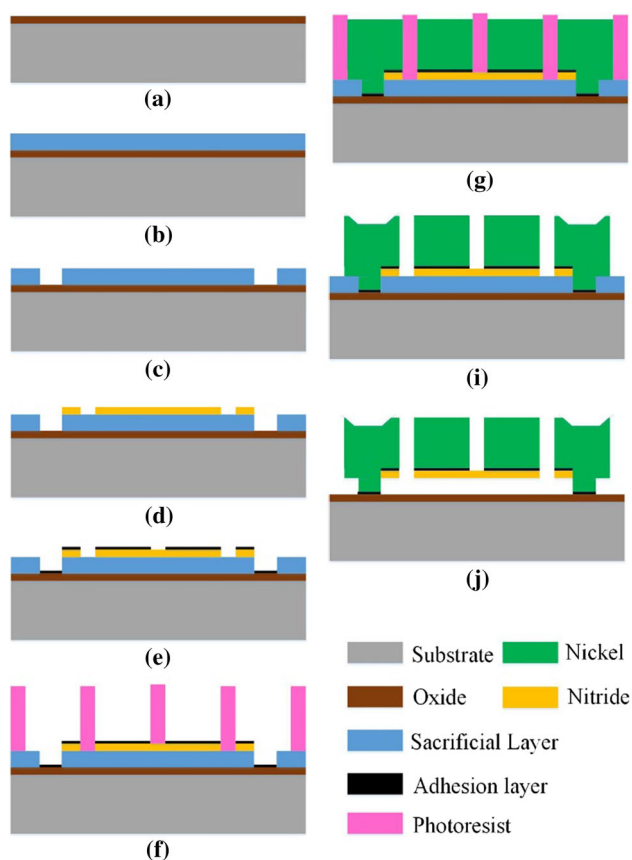 (a)
(b)
(c)
(d)
(e)
(f)
(g)
(i)
(j)
Substrate
Nickel
Oxide
Nitride
Sacrificial Layer
Adhesion layer
Photoresist